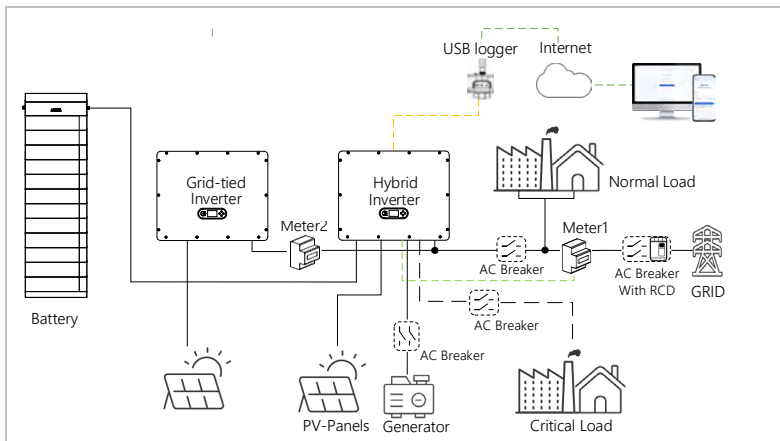 USB logger
Internet
Grid-tied
Inverter
Hybrid
Inverter
Normal Load
Meter2
Meter1
AC Breaker
AC Breaker
With RCD
GRID
Battery
AC Breaker
AC Breaker
PV-Panels
Generator
Critical Load